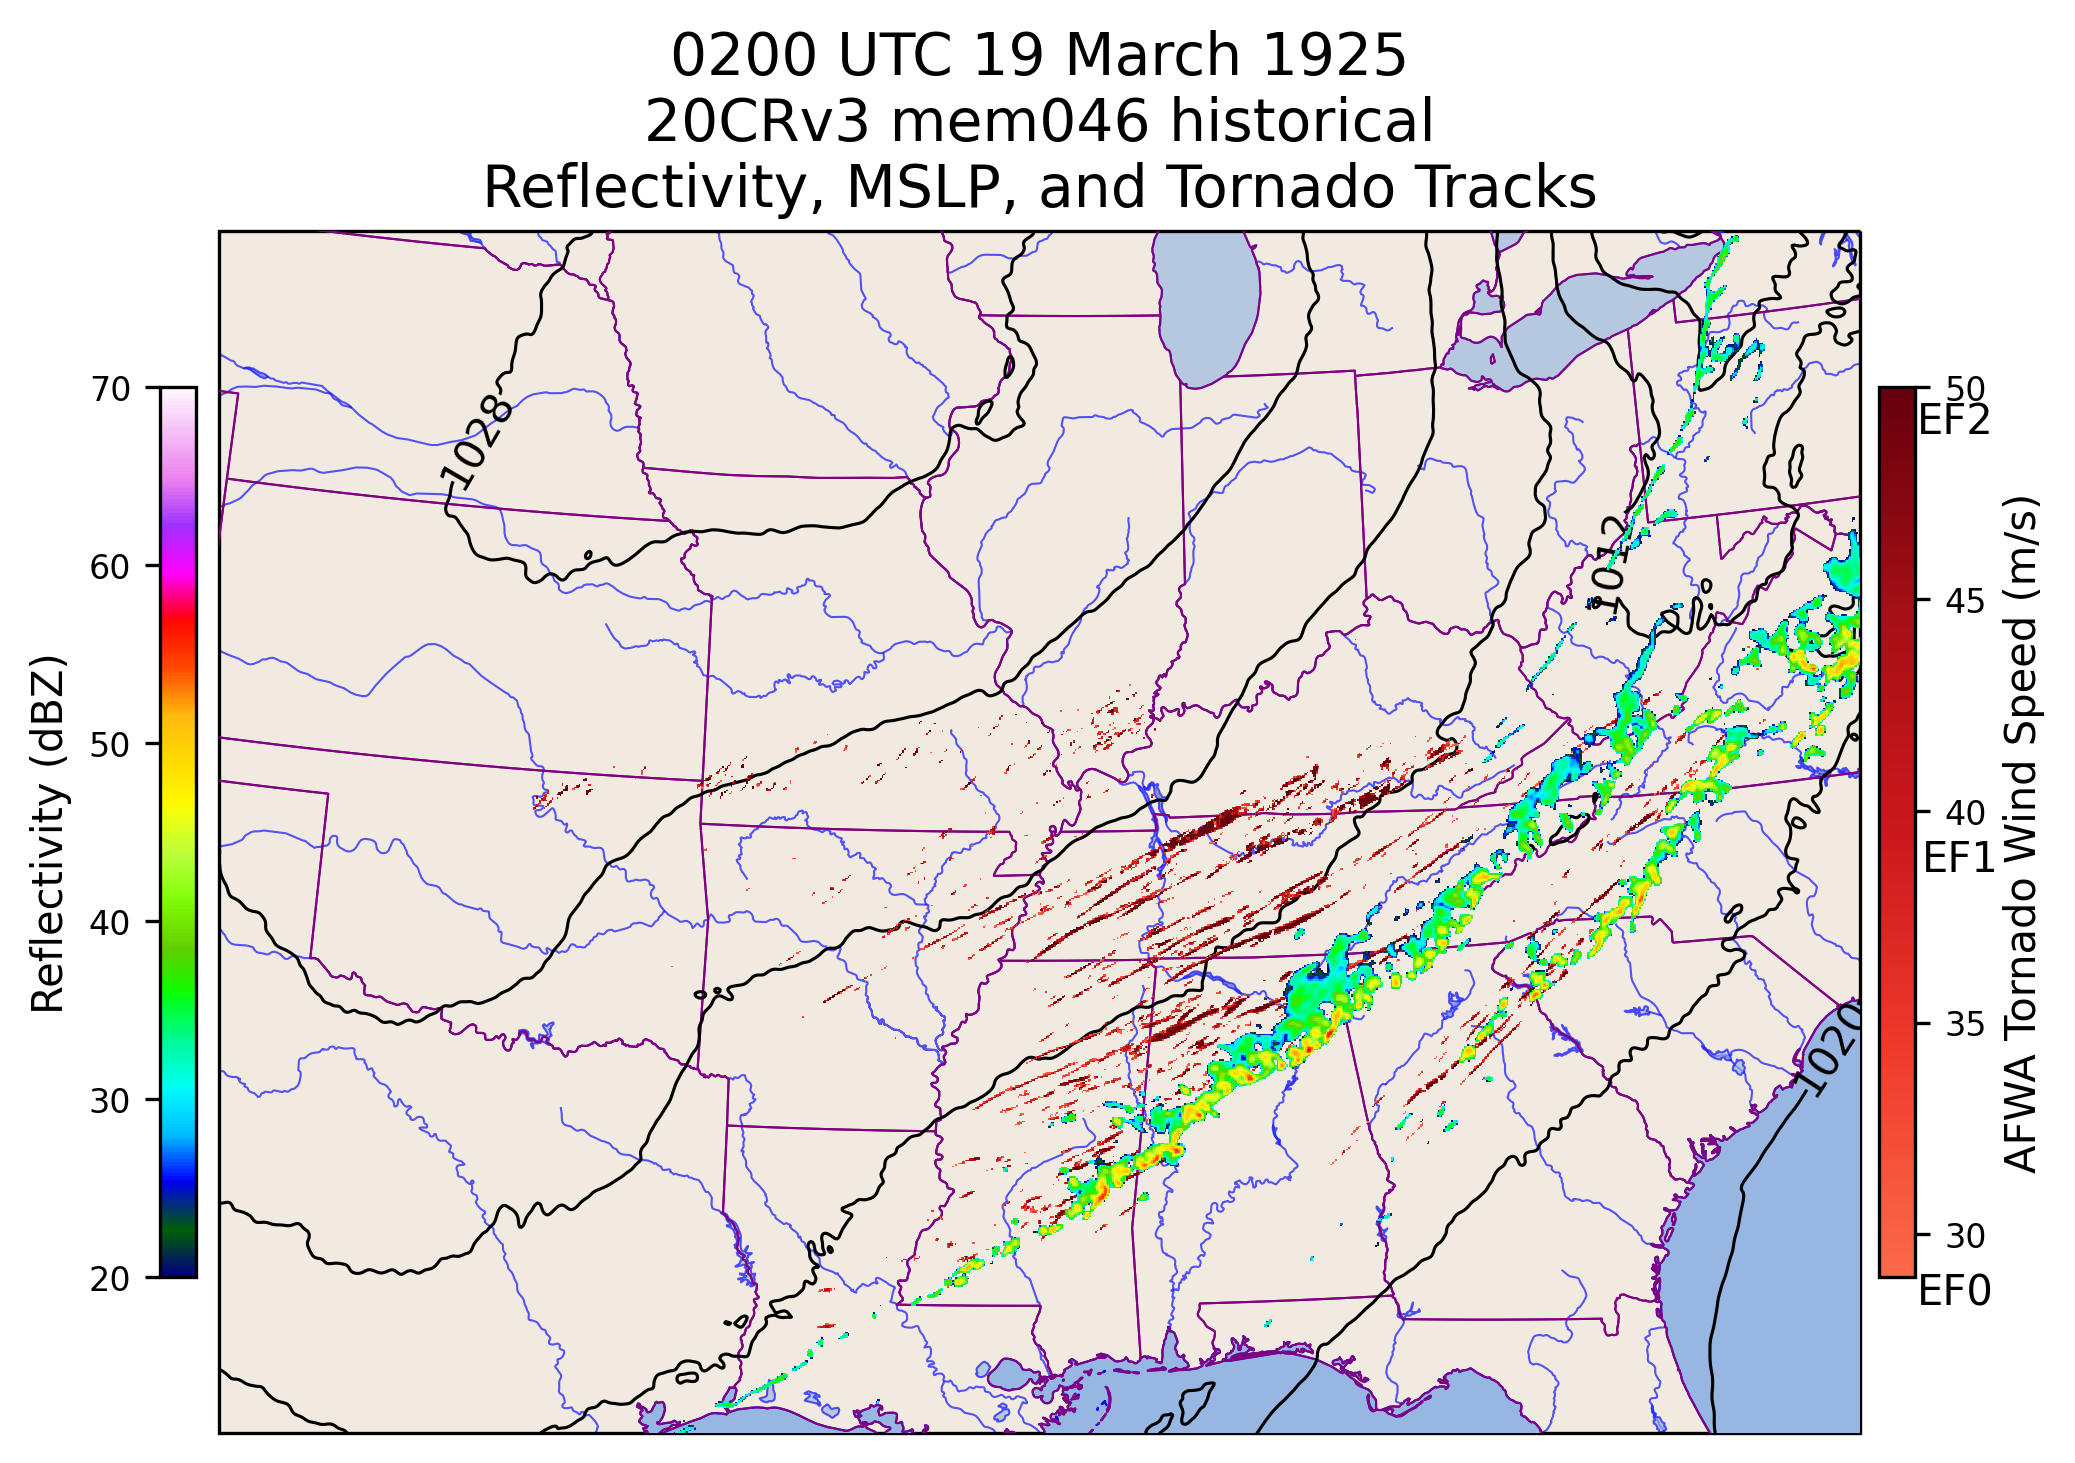 0200 UTC 19 March 1925
20CRv3 mem046 historical
Reflectivity, MSLP, and Tornado Tracks
Reflectivity (dBZ)
70
60
50
40
30
20
1028
1012
1020
50
EF2
45
40
EF1
35
30
EF0
AFWA Tornado Wind Speed (m/s)